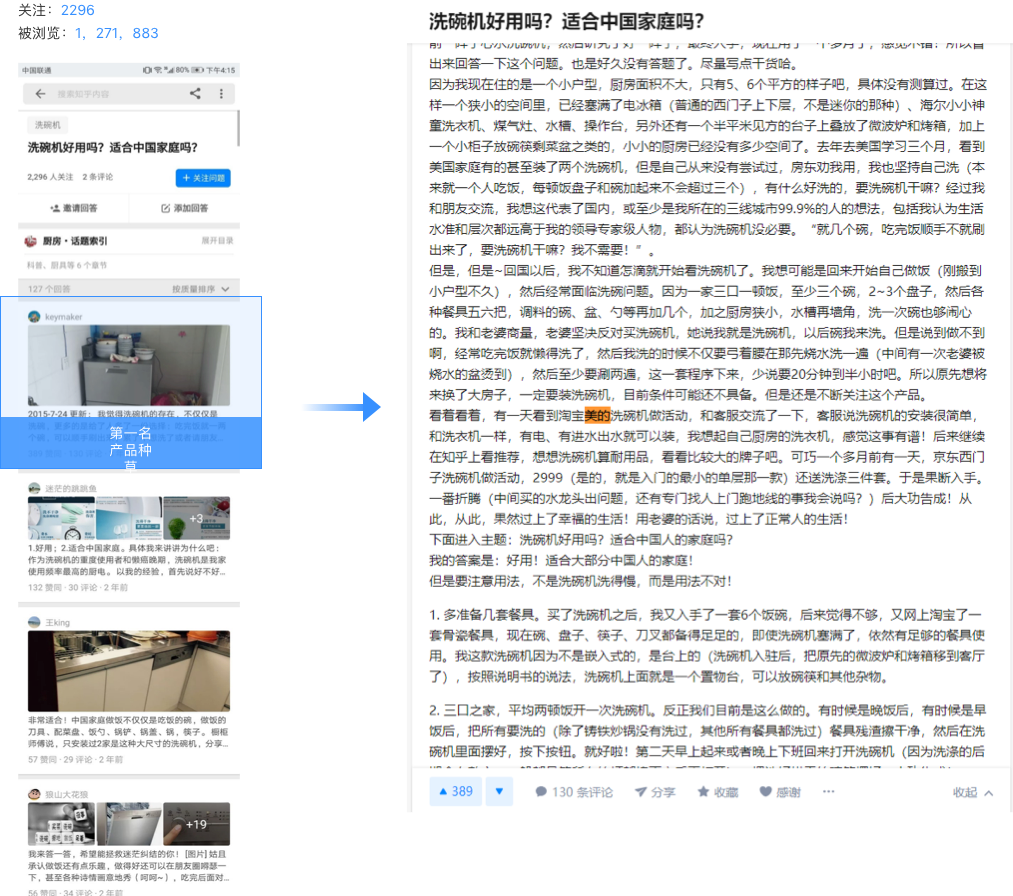 关注：2296
被浏览：1，271，883
中国联通
80%
下午4:15
搜索知乎内容
洗碗机
洗碗机好用吗？适合中国家庭吗？
2,296 人关注 2 条评论
+ 关注问题
邀请回答
添加回答
厨房·话题索引
展开目录
科普、厨具等 6 个章节
127 个回答
按质量排序
keymaker
2015-7-24 更新： 我觉得洗碗机的存在，不仅仅是
第一名
产品种
草
迷茫的跳跳鱼
+3
1.好用；2.适合中国家庭。具体我来讲讲为什么吧：
作为洗碗机的重度使用者和懒癌晚期，洗碗机是我家
使用频率最高的厨电。以我的经验，首先说好不好...
132 赞同 · 30 评论 · 2 年前
王king
非常适合！中国家庭做饭不仅仅是吃饭的碗，做饭的
刀具、配菜盘、饭勺、锅铲、锅盖、锅，筷子。橱柜
师傅说，只安装过2家是这种大尺寸的洗碗机，分享...
57 赞同 · 29 评论 · 2 年前
狼山大花狼
+19
我来答一答，希望能拯救迷茫纠结的你！ [图片] 姑且
承认做饭还有点乐趣，做得好还可以在朋友圈嘚瑟一
下，甚至各种诗情画意地秀（呵呵~），吃完后面对...
56 赞同 · 34 评论 · 2 年前
洗碗机好用吗？适合中国家庭吗？
出来回答一下这个问题。也是好久没有答题了。尽量写点干货哈。
因为我现在住的是一个小户型，厨房面积不大，只有5、6个平方的样子吧，具体没有测算过。在这
样一个狭小的空间里，已经塞满了电冰箱（普通的西门子上下层，不是迷你的那种）、海尔小小神
童洗衣机、煤气灶、水槽、操作台，另外还有一个半平米见方的台子上叠放了微波炉和烤箱，加上
一个小柜子放碗筷剩菜盆之类的，小小的厨房已经没有多少空间了。去年去美国学习三个月，看到
美国家庭有的甚至装了两个洗碗机，但是自己从来没有尝试过，房东劝我用，我也坚持自己洗（本
来就一个人吃饭，每顿饭盘子和碗加起来不会超过三个），有什么好洗的，要洗碗机干嘛？经过我
和朋友交流，我想这代表了国内，或至少是我所在的三线城市99.9%的人的想法，包括我认为生活
水准和层次都远高于我的领导专家级人物，都认为洗碗机没必要。“就几个碗，吃完饭顺手不就刷
出来了，要洗碗机干嘛？我不需要！”。
但是，但是~回国以后，我不知道怎滴就开始看洗碗机了。我想可能是回来开始自己做饭（刚搬到
小户型不久），然后经常面临洗碗问题。因为一家三口一顿饭，至少三个碗，2~3个盘子，然后各
种餐具五六把，调料的碗、盆、勺等再加几个，加之厨房狭小，水槽再墙角，洗一次碗也够闹心
的。我和老婆商量，老婆坚决反对买洗碗机，她说我就是洗碗机，以后碗我来洗。但是说到做不到
啊，经常吃完饭就懒得洗了，然后我洗的时候不仅要弓着腰在那先烧水洗一遍（中间有一次老婆被
烧水的盆烫到），然后至少要涮两遍，这一套程序下来，少说要20分钟到半小时吧。所以原先想将
来换了大房子，一定要装洗碗机，目前条件可能还不具备。但是还是不断关注这个产品。
看着看着，有一天看到淘宝美的洗碗机做活动，和客服交流了一下，客服说洗碗机的安装很简单，
和洗衣机一样，有电、有进水出水就可以装，我想起自己厨房的洗衣机，感觉这事有谱！后来继续
在知乎上看推荐，想想洗碗机算耐用品，看看比较大的牌子吧。可巧一个多月前有一天，京东西门
子洗碗机做活动，2999（是的，就是入门的最小的单层那一款）还送洗涤三件套。于是果断入手。
一番折腾（中间买的水龙头出问题，还有专门找人上门跑地线的事我会说吗？）后大功告成！从
此，从此，果然过上了幸福的生活！用老婆的话说，过上了正常人的生活！
下面进入主题：洗碗机好用吗？适合中国人的家庭吗？
我的答案是：好用！适合大部分中国人的家庭！
但是要注意用法，不是洗碗机洗得慢，而是用法不对！
1. 多准备几套餐具。买了洗碗机之后，我又入手了一套6个饭碗，后来觉得不够，又网上淘宝了一
套骨瓷餐具，现在碗、盘子、筷子、刀叉都备得足足的，即使洗碗机塞满了，依然有足够的餐具使
用。我这款洗碗机因为不是嵌入式的，是台上的（洗碗机入驻后，把原先的微波炉和烤箱移到客厅
了），按照说明书的说法，洗碗机上面就是一个置物台，可以放碗筷和其他杂物。
2. 三口之家，平均两顿饭开一次洗碗机。反正我们目前是这么做的。有时候是晚饭后，有时候是早
饭后，把所有要洗的（除了铸铁炒锅没有洗过，其他所有餐具都洗过）餐具残渣擦干净，然后在洗
碗机里面摆好，按下按钮。就好啦！第二天早上起来或者晚上下班回来打开洗碗机（因为洗涤的后
389
130 条评论
分享
收藏
感谢
收起